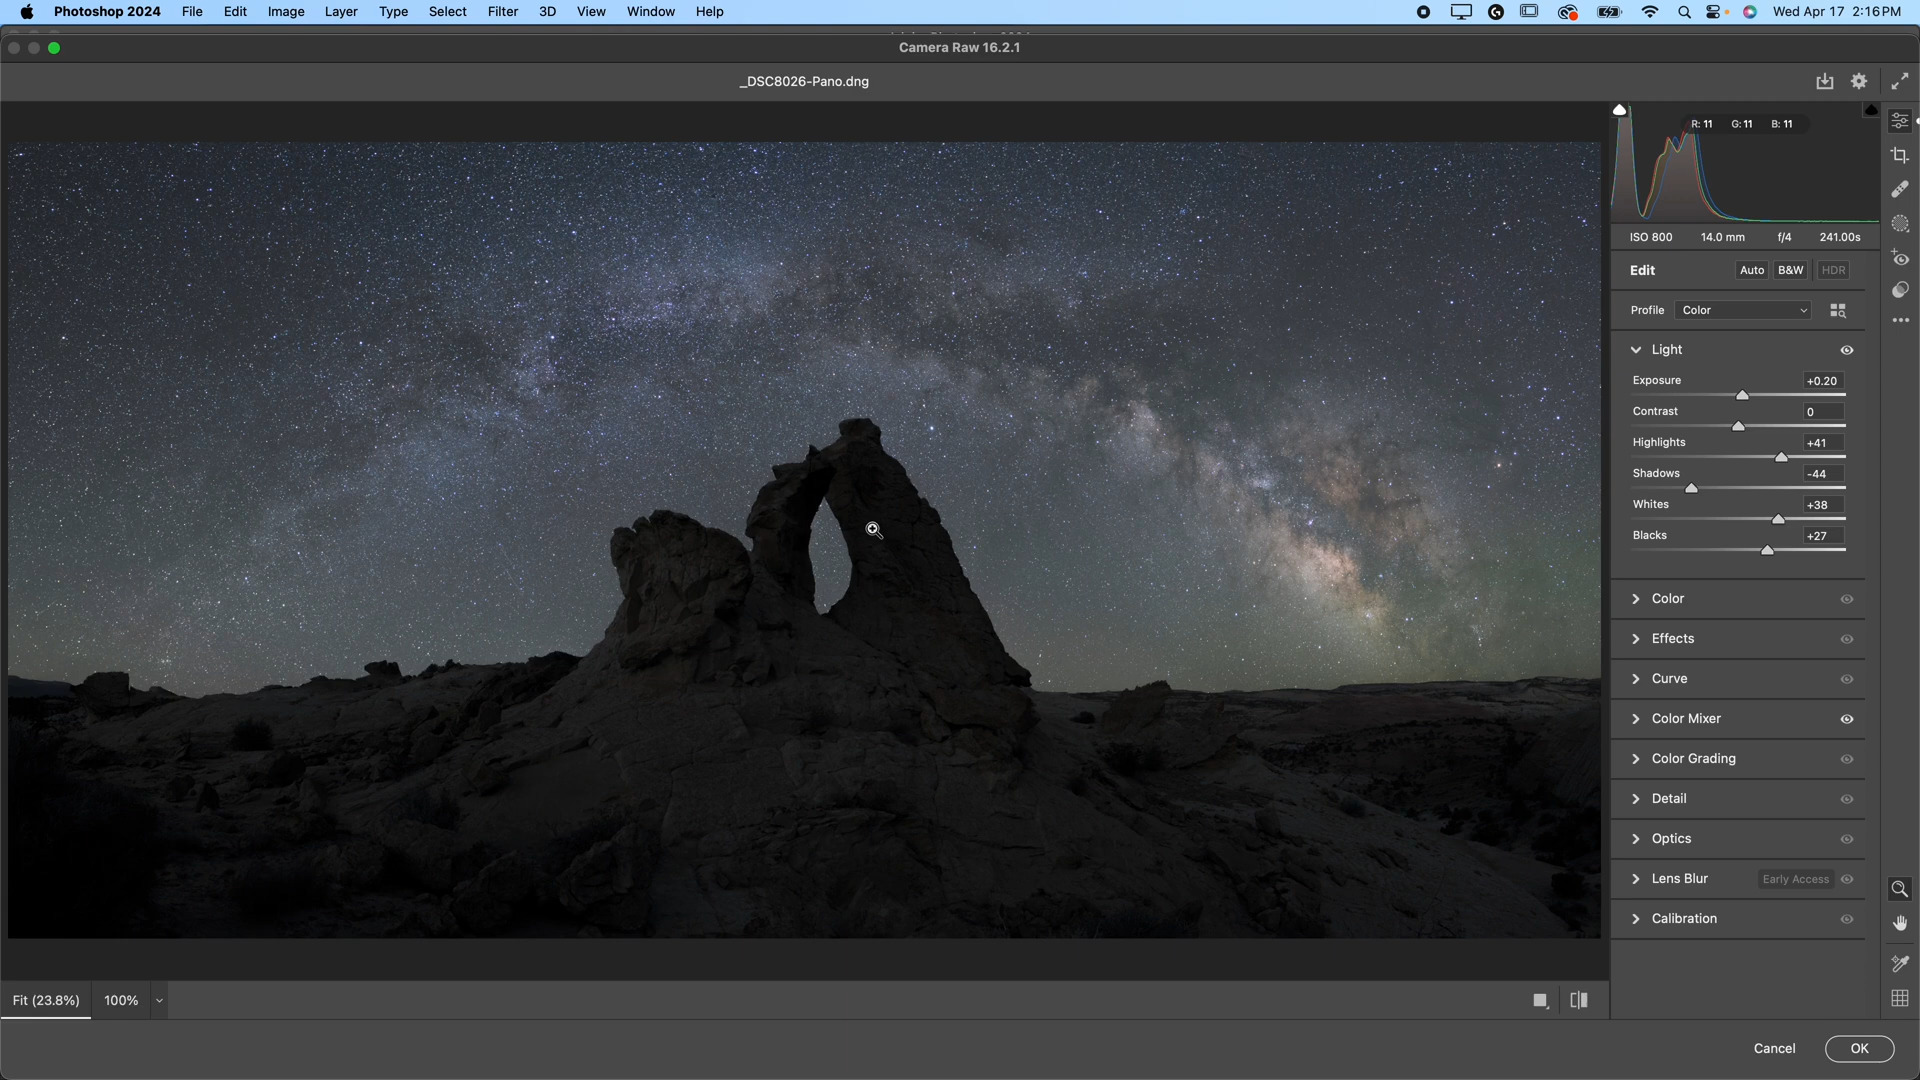 Photoshop 2024 File Edit Image Layer Type Select Filter 3D View Window Help Wed Apr 17 2:16 PM
Camera Raw 16.2.1
_DSC8026-Pano.dng
R: 11 G: 11 B: 11
ISO 800 14.0 mm f/4 241.00s
Edit Auto B&W HDR
Profile Color
Light
Exposure +0.20
Contrast 0
Highlights +41
Shadows -44
Whites +38
Blacks +27
Color
Effects
Curve
Color Mixer
Color Grading
Detail
Optics
Lens Blur Early Access
Calibration
Fit (23.8%) 100%
Cancel OK